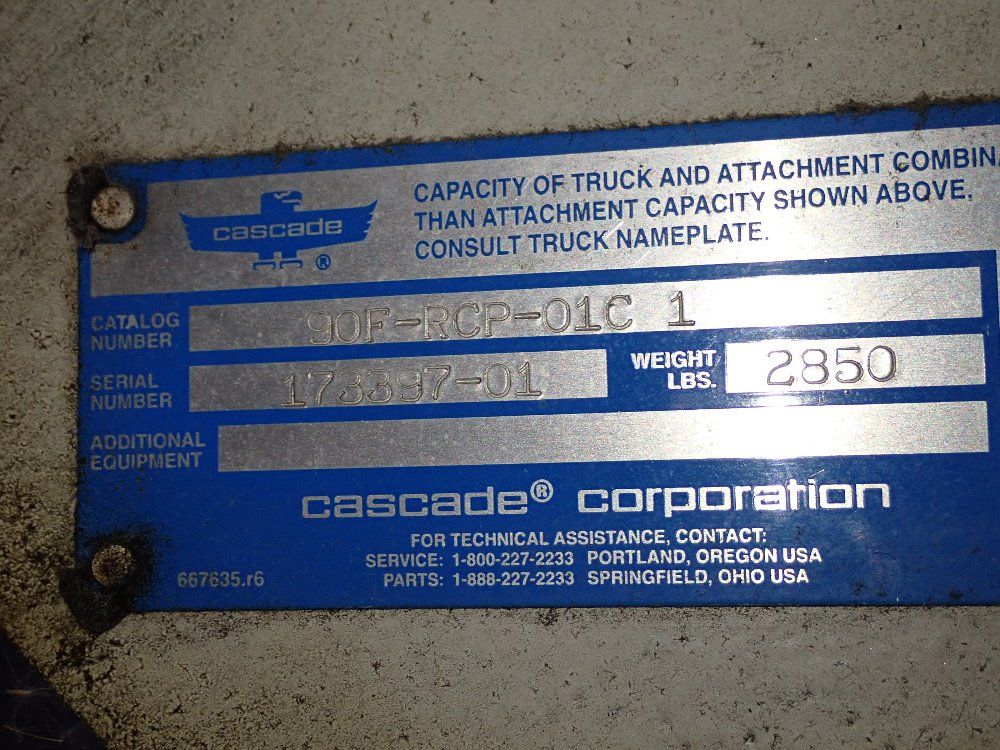 CAPACITY OF TRUCK AND ATTACHMENT COMBINA
THAN ATTACHMENT CAPACITY SHOWN ABOVE,
CONSULT TRUCK NAMEPLATE.
cascade
®
CATALOG NUMBER 90F-RCP-01C 1
SERIAL NUMBER 173397-01 WEIGHT LBS. 2850
ADDITIONAL EQUIPMENT
cascade® corporation
FOR TECHNICAL ASSISTANCE, CONTACT:
SERVICE: 1-800-227-2233 PORTLAND, OREGON USA
PARTS: 1-888-227-2233 SPRINGFIELD, OHIO USA
667635.r6